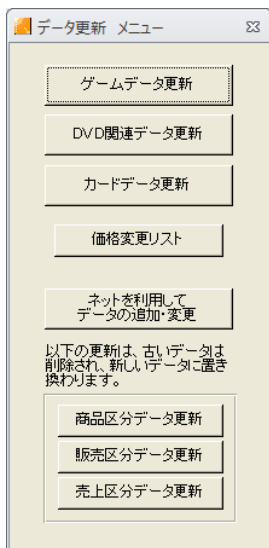 データ更新 メニュー
ゲームデータ更新
DVD関連データ更新
カードデータ更新
価格変更リスト
ネットを利用して
データの追加・変更
以下の更新は、古いデータは
削除され、新しいデータに置き
換わります。
商品区分データ更新
販売区分データ更新
売上区分データ更新